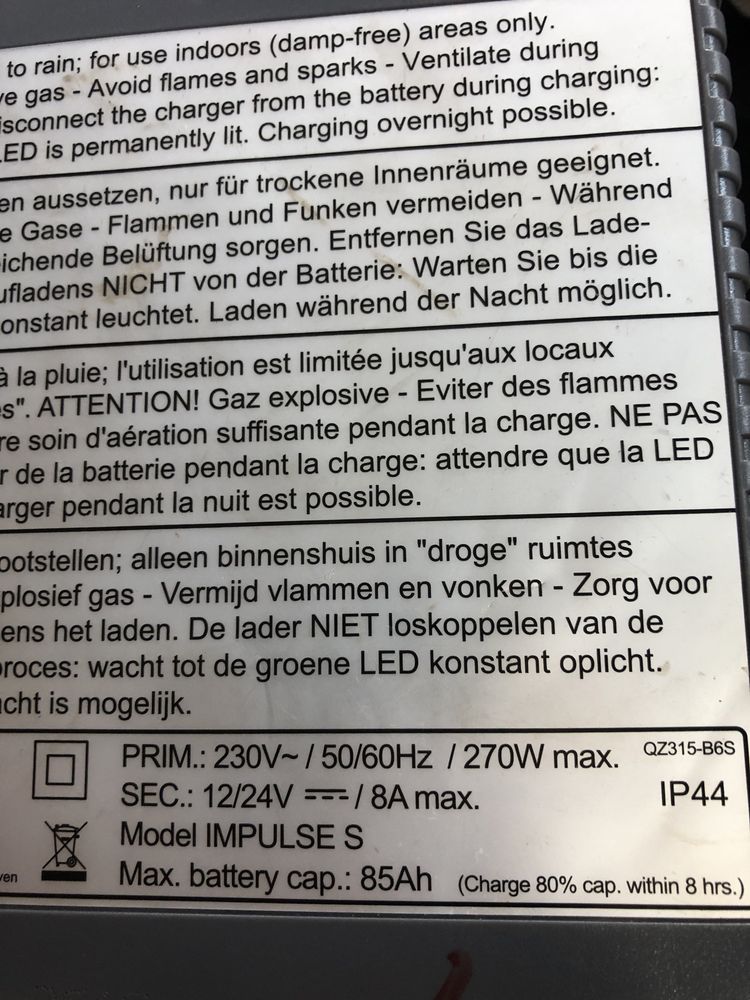 to rain; for use indoors (damp-free) areas only.
ve gas - Avoid flames and sparks - Ventilate during
isconnect the charger from the battery during charging:
LED is permanently lit. Charging overnight possible.
en aussetzen, nur für trockene Innenräume geeignet.
e Gase - Flammen und Funken vermeiden - Während
ichende Belüftung sorgen. Entfernen Sie das Lade-
ufladens NICHT von der Batterie: Warten Sie bis die
onstant leuchtet. Laden während der Nacht möglich.
à la pluie; l'utilisation est limitée jusqu'aux locaux
s". ATTENTION! Gaz explosive - Eviter des flammes
re soin d'aération suffisante pendant la charge. NE PAS
r de la batterie pendant la charge: attendre que la LED
arger pendant la nuit est possible.
ootstellen; alleen binnenshuis in "droge" ruimtes
plosief gas - Vermijd vlammen en vonken - Zorg voor
ens het laden. De lader NIET loskoppelen van de
proces: wacht tot de groene LED konstant oplicht.
acht is mogelijk.
PRIM.: 230V~ / 50/60Hz / 270W max. QZ315-B6S
SEC.: 12/24V ⎓ / 8A max. IP44
Model IMPULSE S
ven Max. battery cap.: 85Ah (Charge 80% cap. within 8 hrs.)